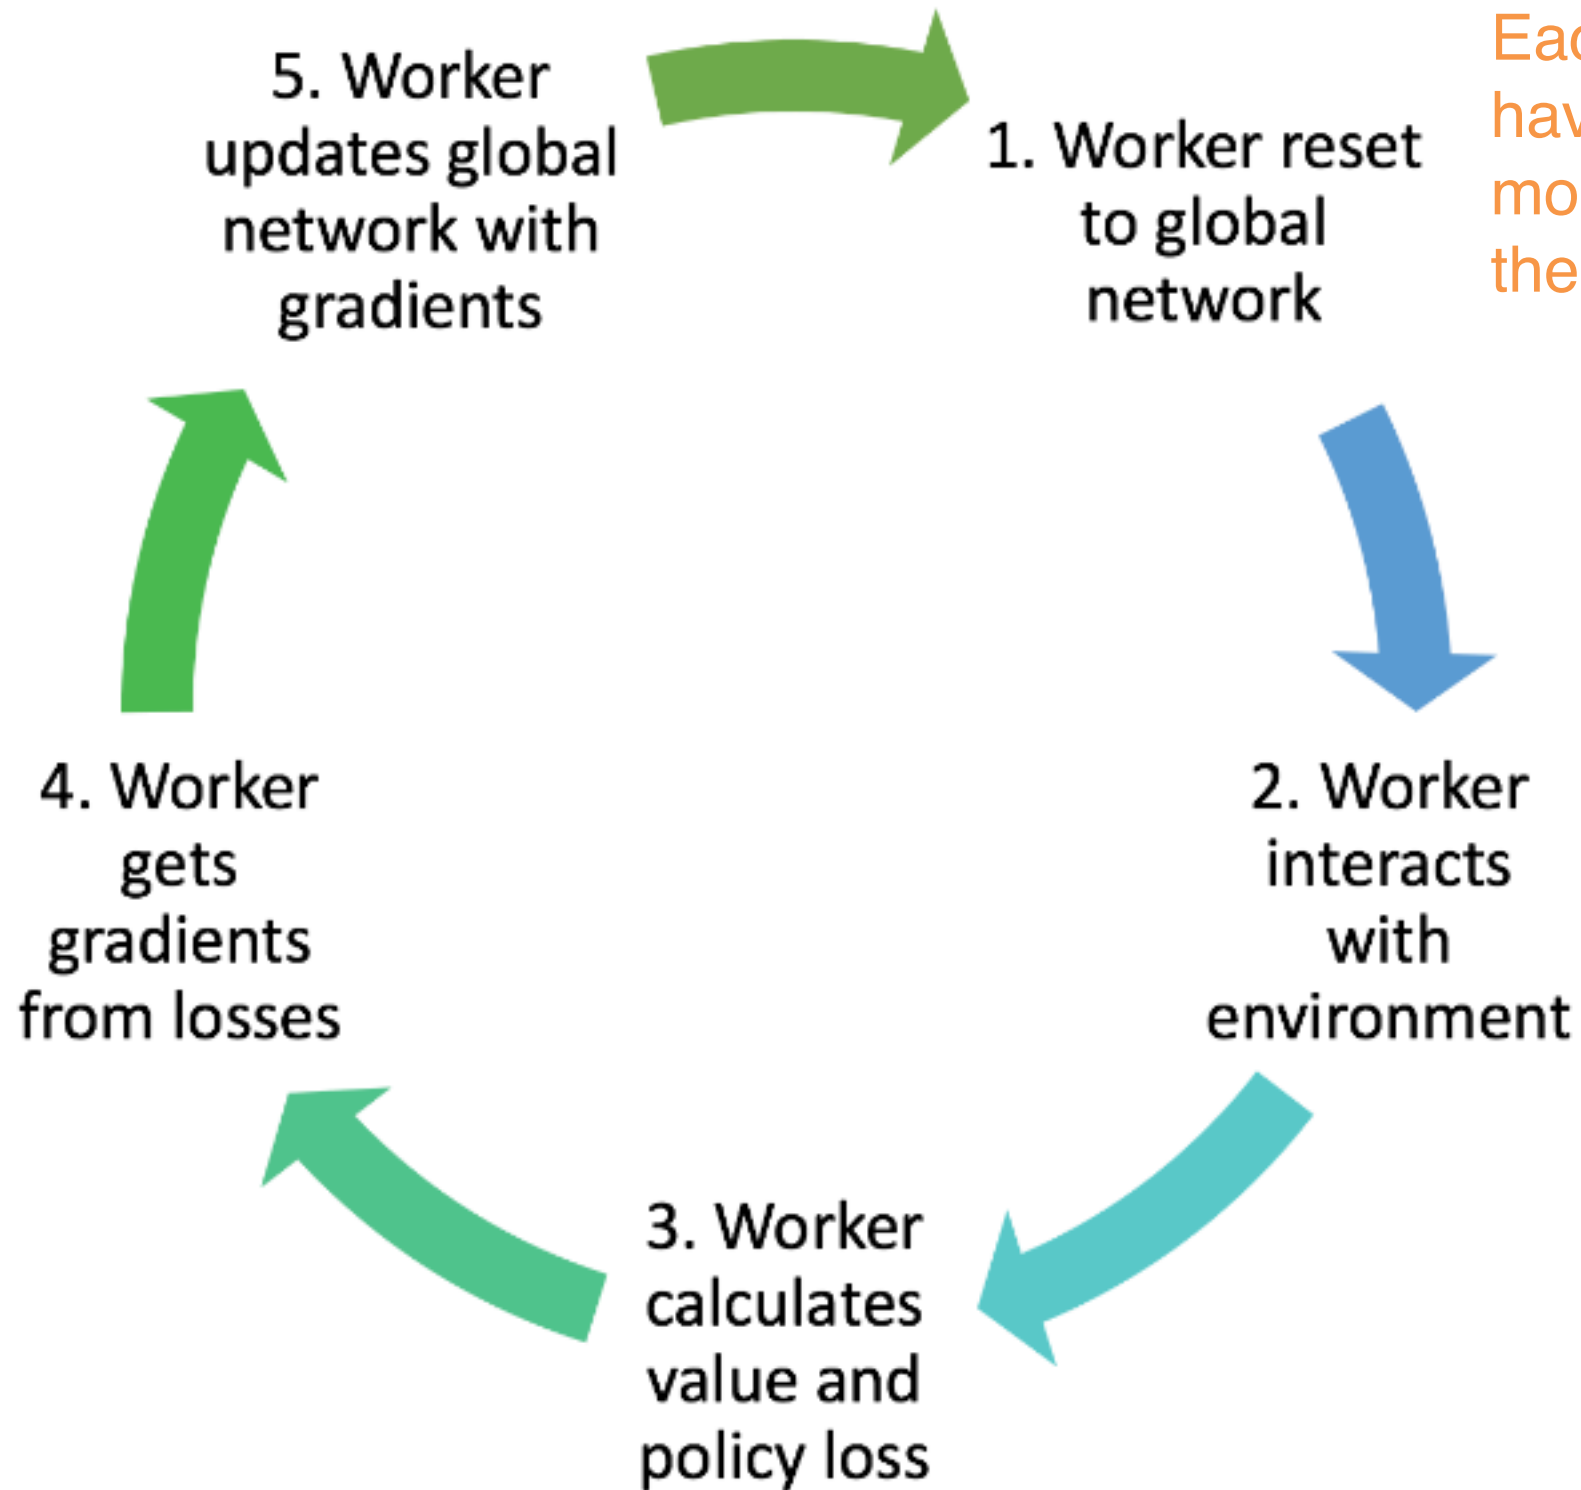 1. Worker reset
to global
network
2. Worker
interacts
with
environment
3. Worker
calculates
value and
policy loss
4. Worker
gets
gradients
from losses
5. Worker
updates global
network with
gradients
the